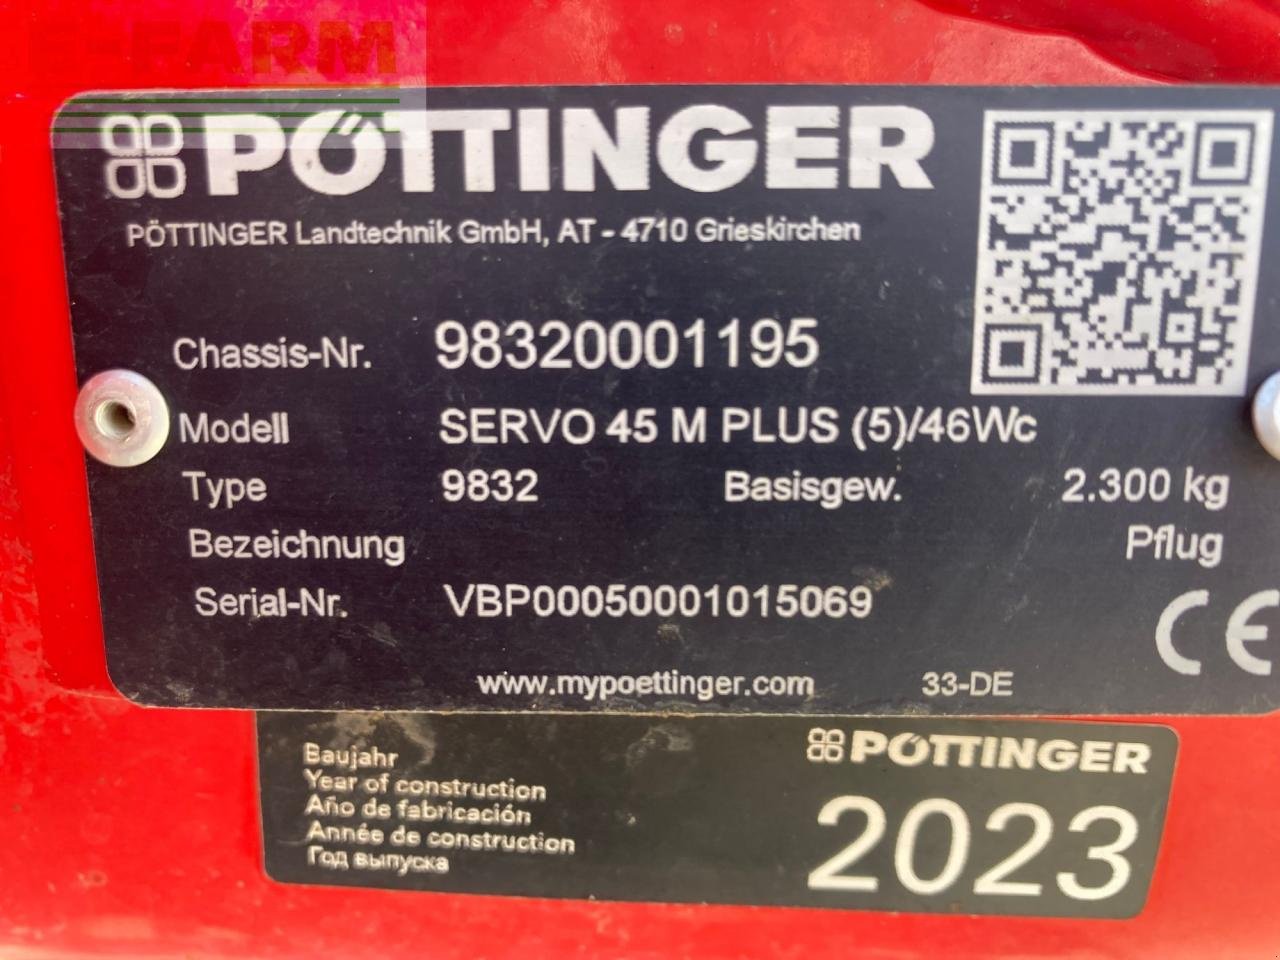 E-FARM
PÖTTINGER
PÖTTINGER Landtechnik GmbH, AT - 4710 Grieskirchen
Chassis-Nr. 98320001195
Modell SERVO 45 M PLUS (5)/46Wc
Type 9832 Basisgew. 2.300 kg
Bezeichnung Pflug
Serial-Nr. VBP00050001015069
CE
www.mypoettinger.com 33-DE
PÖTTINGER
Baujahr
Year of construction
Año de fabricación
Année de construction
Год выпуска
2023